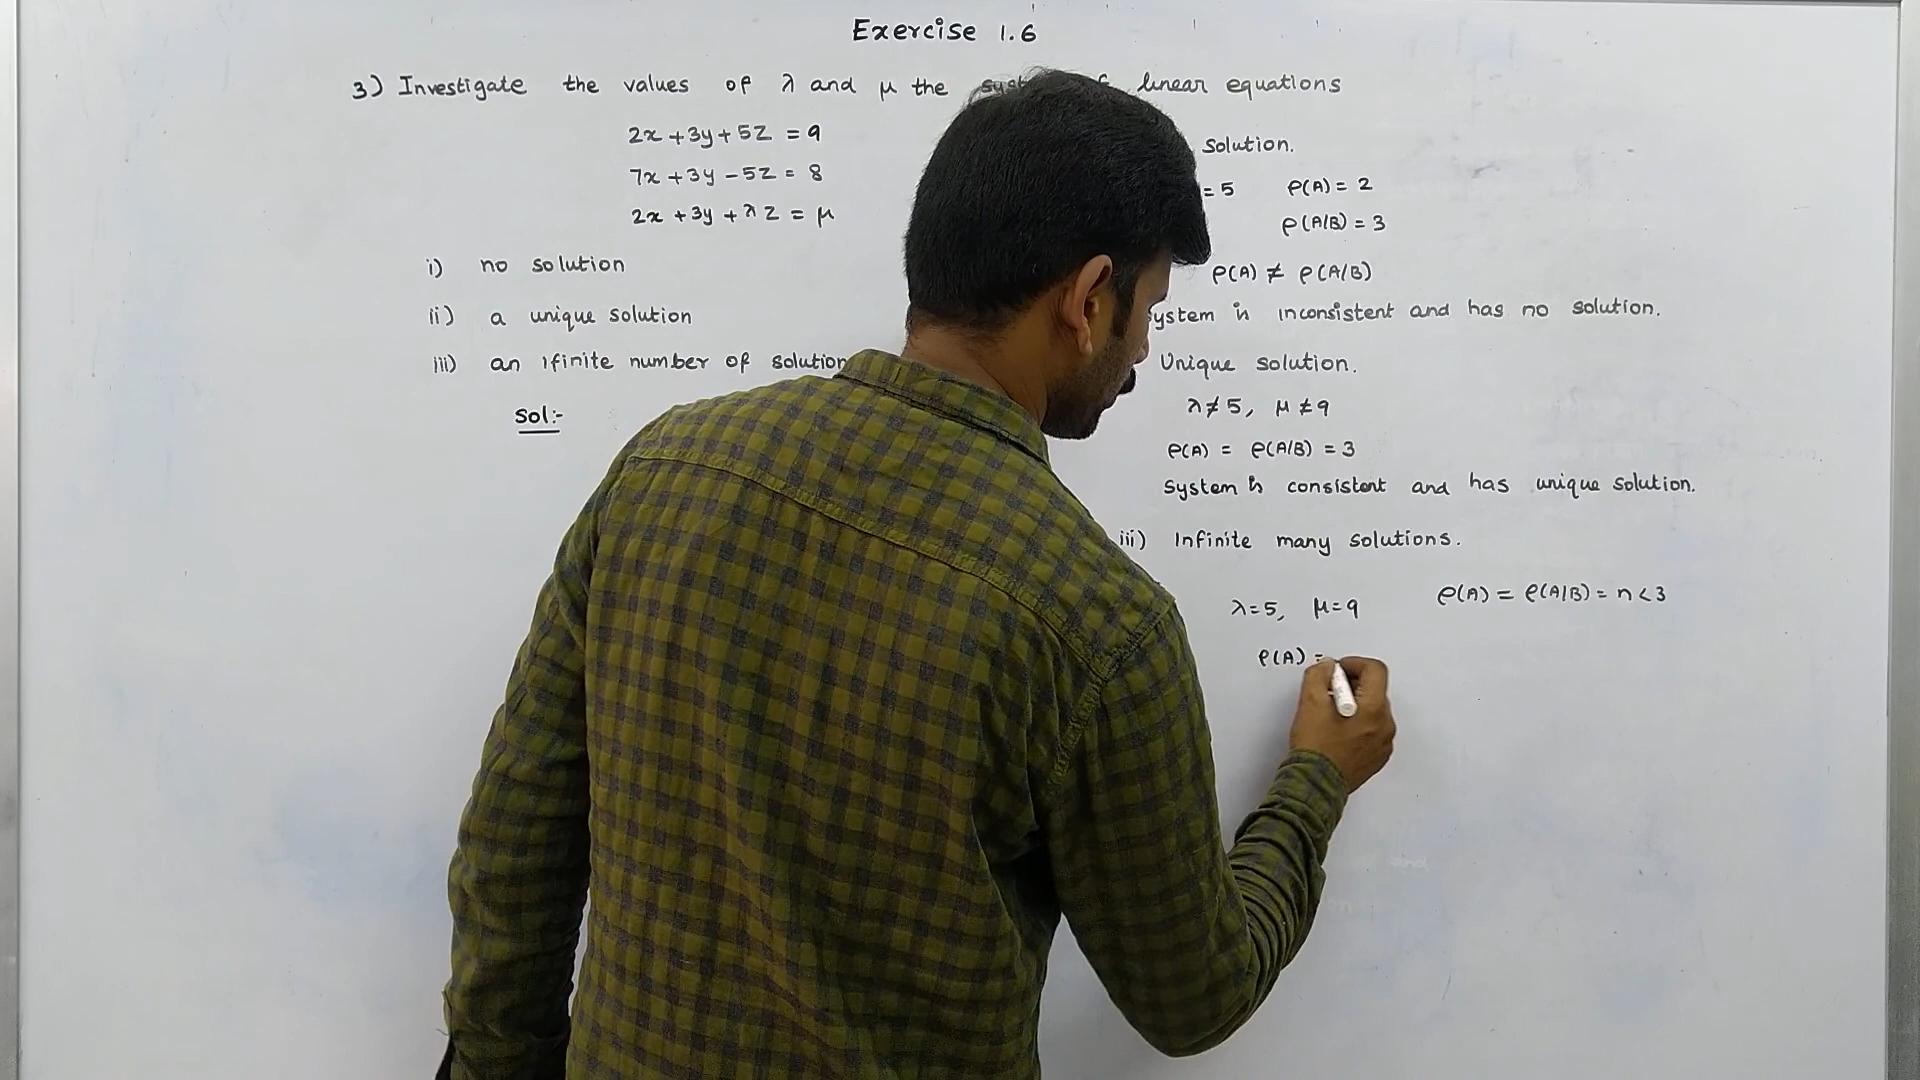 Exercise 1.6
3) Investigate the values of λ and μ the linear equations
2x + 3y + 5z = 9
7x + 3y - 5z = 8
2x + 3y + λz = μ
i) no solution
ii) a unique solution
iii) an ifinite number of solution
Sol:-
Solution.
= 5 ρ(A) = 2
ρ(A/B) = 3
ρ(A) ≠ ρ(A/B)
ystem is inconsistent and has no solution.
Unique solution.
λ ≠ 5, μ ≠ 9
ρ(A) = ρ(A/B) = 3
System is consistent and has unique solution.
iii) Infinite many solutions.
λ = 5, μ = 9 ρ(A) = ρ(A/B) = n < 3
ρ(A) =